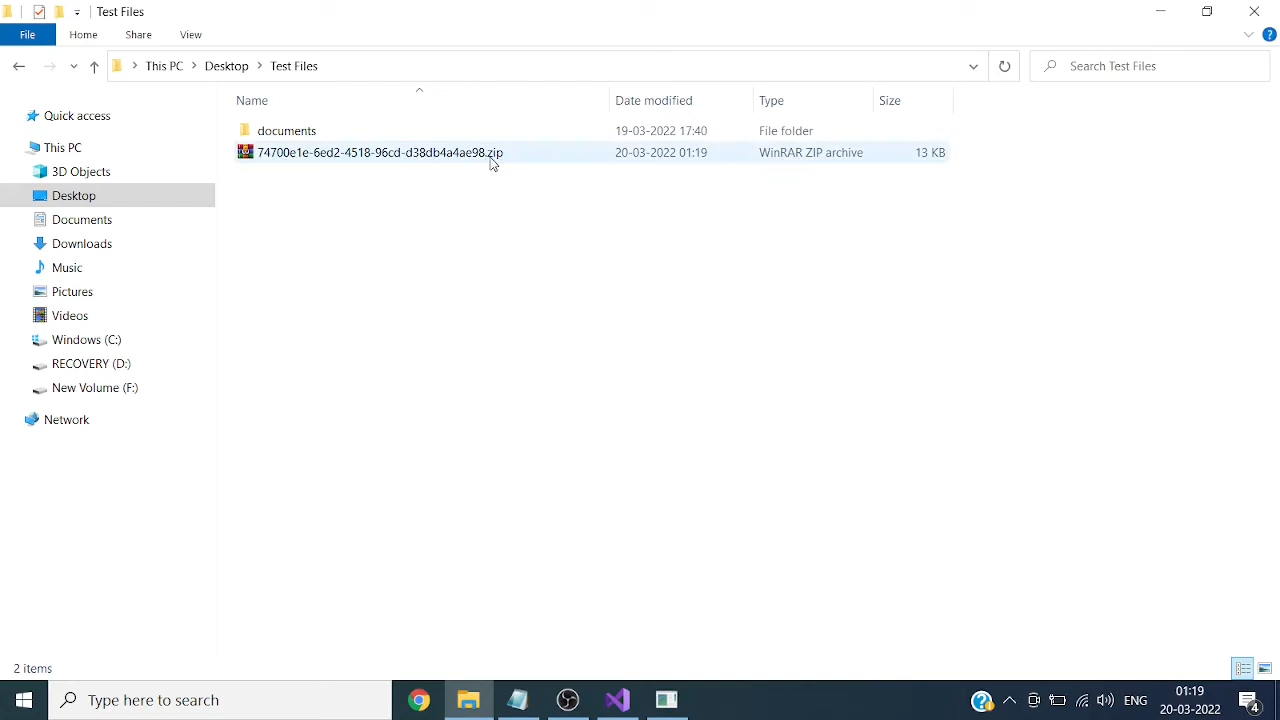 Test Files
File Home Share View
This PC Desktop Test Files
Search Test Files
Name Date modified Type Size
documents 19-03-2022 17:40 File folder
74700e1e-6ed2-4518-96cd-d38db4a4ae98.zip 20-03-2022 01:19 WinRAR ZIP archive 13 KB
Quick access
This PC
3D Objects
Desktop
Documents
Downloads
Music
Pictures
Videos
Windows (C:)
RECOVERY (D:)
New Volume (F:)
Network
2 items
Type here to search
ENG
01:19
20-03-2022
4